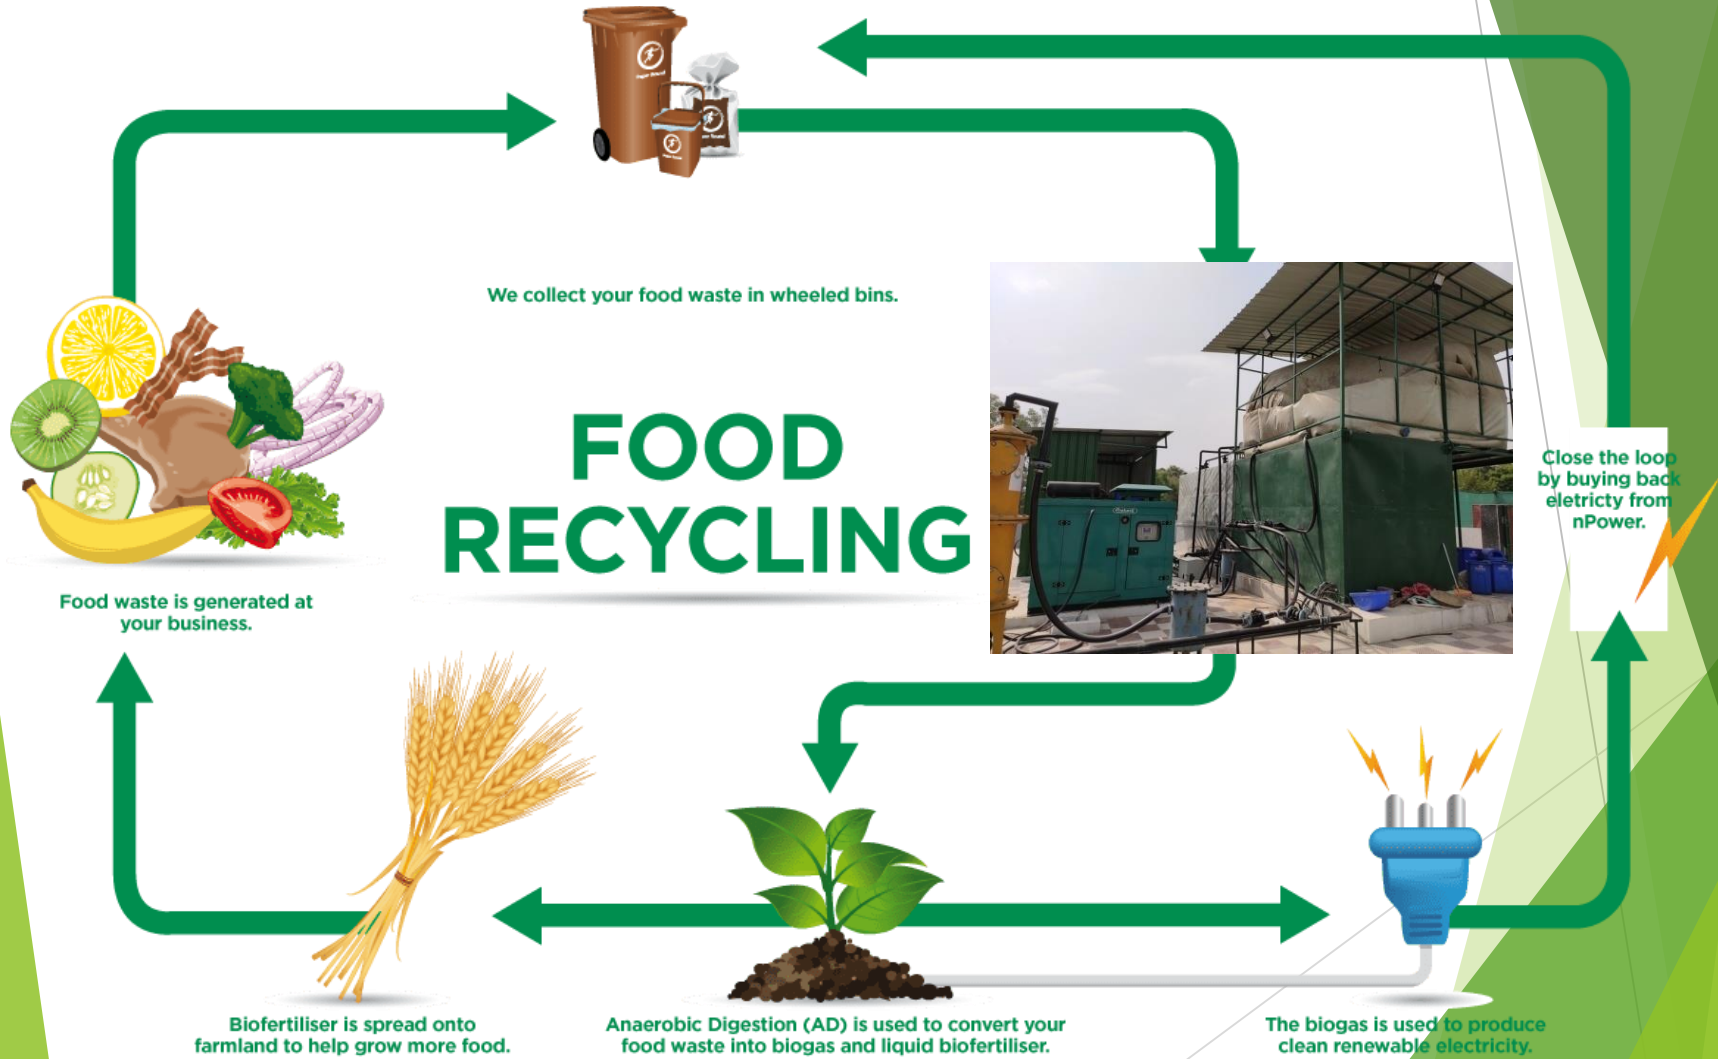 We collect your food waste in wheeled bins.
FOOD
RECYCLING
Close the loop
by buying back
eletricty from
nPower.
Food waste is generated at
your business.
Biofertiliser is spread onto
farmland to help grow more food.
Anaerobic Digestion (AD) is used to convert your
food waste into biogas and liquid biofertiliser.
The biogas is used to produce
clean renewable electricity.